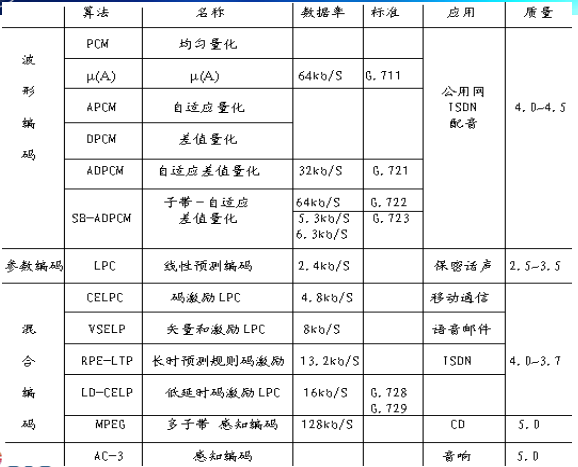 算法 名称 数据率 标准 应用 质量
波形编码
PCM 均匀量化
μ(A) μ(A) 64kb/S G.711
APCM 自适应量化
DPCM 差值量化
公用网
TSDN
配音
4.0~4.5
ADPCM 自适应差值量化 32kb/S G.721
SB-ADPCM 子带-自适应
差值量化
64kb/S G.722
5.3kb/S G.723
6.3kb/S
参数编码 LPC 线性预测编码 2.4kb/S 保密话声 2.5~3.5
混合编码
CELPC 码激励LPC 4.8kb/S 移动通信
VSELP 矢量和激励LPC 8kb/S 语音邮件
RPE-LTP 长时预测规则码激励 13.2kb/S TSDN 4.0~3.7
LD-CELP 低延时码激励LPC 16kb/S G.728
G.729
MPEG 多子带 感知编码 128kb/S CD 5.0
AC-3 感知编码 音响 5.0